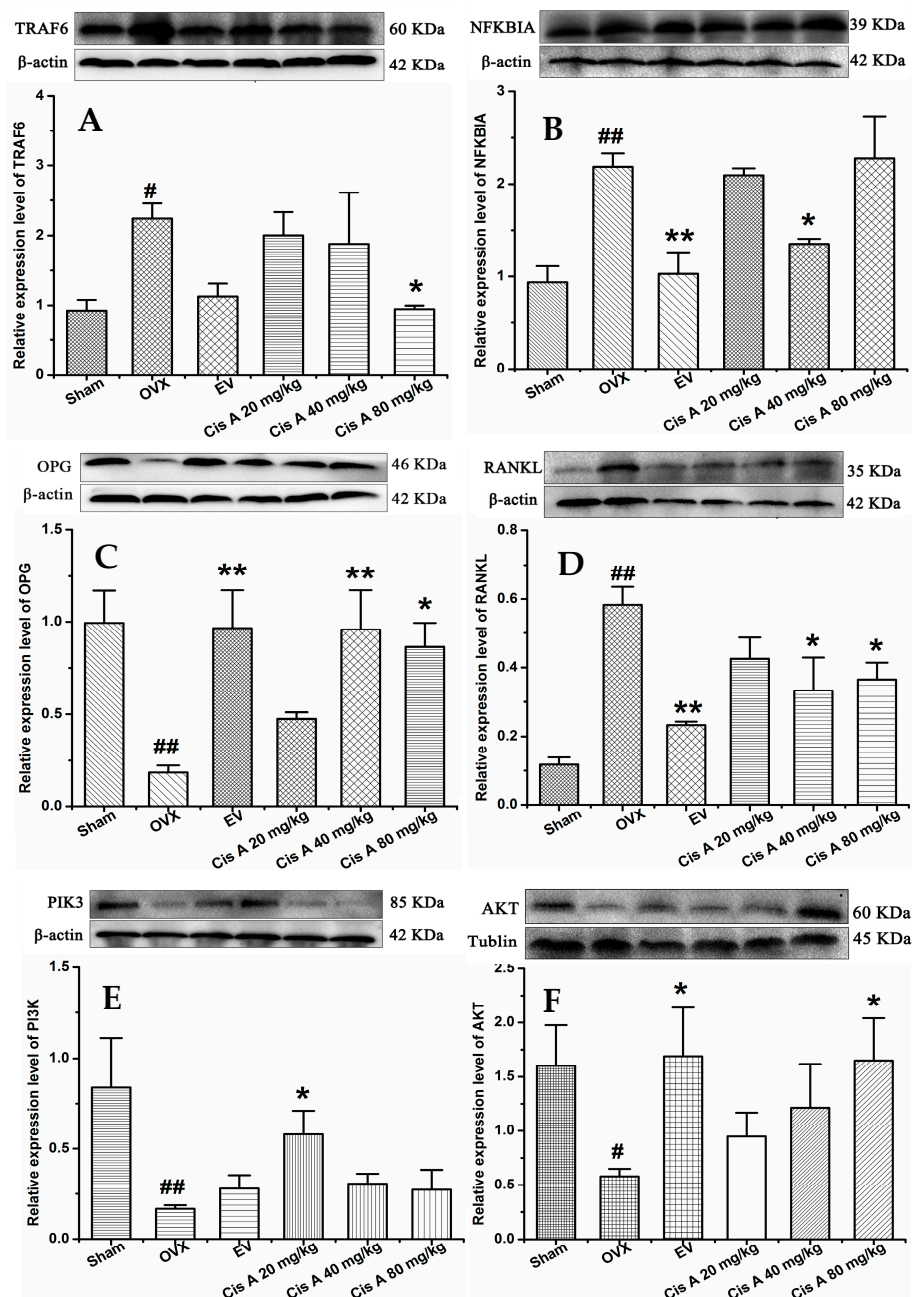 TRAF6 60 KDa
β-actin 42 KDa
A
Relative expression level of TRAF6
4
3
2
1
0
#
*
Sham OVX EV Cis A 20 mg/kg Cis A 40 mg/kg Cis A 80 mg/kg
NFKBIA 39 KDa
β-actin 42 KDa
B
Relative expression level of NFKBIA
3
2
1
0
##
**
*
Sham OVX EV Cis A 20 mg/kg Cis A 40 mg/kg Cis A 80 mg/kg
OPG 46 KDa
β-actin 42 KDa
C
Relative expression level of OPG
1.5
1.0
0.5
0.0
##
**
**
*
Sham OVX EV Cis A 20 mg/kg Cis A 40 mg/kg Cis A 80 mg/kg
RANKL 35 KDa
β-actin 42 KDa
D
Relative expression level of RANKL
0.8
0.6
0.4
0.2
0.0
##
**
*
*
Sham OVX EV Cis A 20 mg/kg Cis A 40 mg/kg Cis A 80 mg/kg
PIK3 85 KDa
β-actin 42 KDa
E
Relative expression level of PI3K
1.5
1.0
0.5
0.0
##
*
Sham OVX EV Cis A 20 mg/kg Cis A 40 mg/kg Cis A 80 mg/kg
AKT 60 KDa
Tublin 45 KDa
F
Relative expression level of AKT
2.5
2.0
1.5
1.0
0.5
0.0
#
*
*
Sham OVX EV Cis A 20 mg/kg Cis A 40 mg/kg Cis A 80 mg/kg